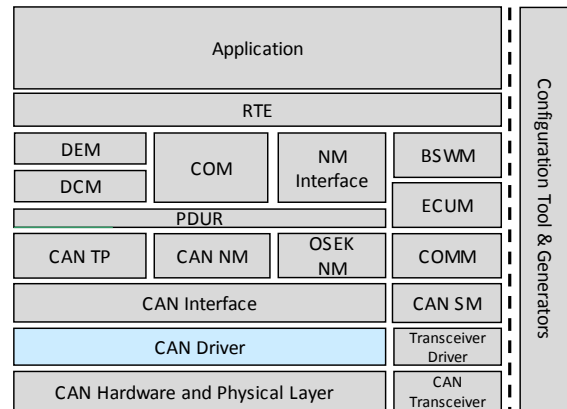 Application
RTE
DEM
COM
NM
Interface
BSWM
DCM
ECUM
PDUR
CAN TP
CAN NM
OSEK
NM
COMM
CAN Interface
CAN SM
CAN Driver
Transceiver
Driver
CAN Hardware and Physical Layer
CAN
Transceiver
Configuration Tool & Generators